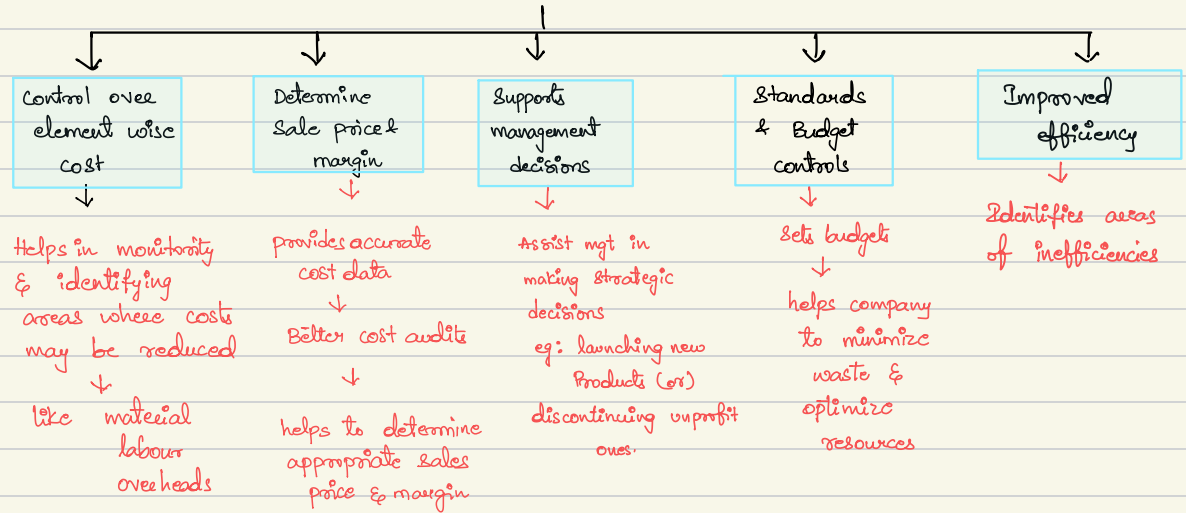 Control over
element wise
cost
Helps in monitority
& identifying
areas where costs
may be reduced
like material
labour
overheads
Determine
Sale price &
margin
provides accurate
cost data
Better cost audits
helps to determine
appropriate sales
price & margin
Supports
management
decisions
Assist mgt in
making strategic
decisions
eg: launching new
Products (or)
discontinuing unprofit
ones.
Standards
& Budget
controls
Sets budgets
helps company
to minimize
waste &
optimize
resources
Improved
efficiency
Identifies areas
of inefficiencies